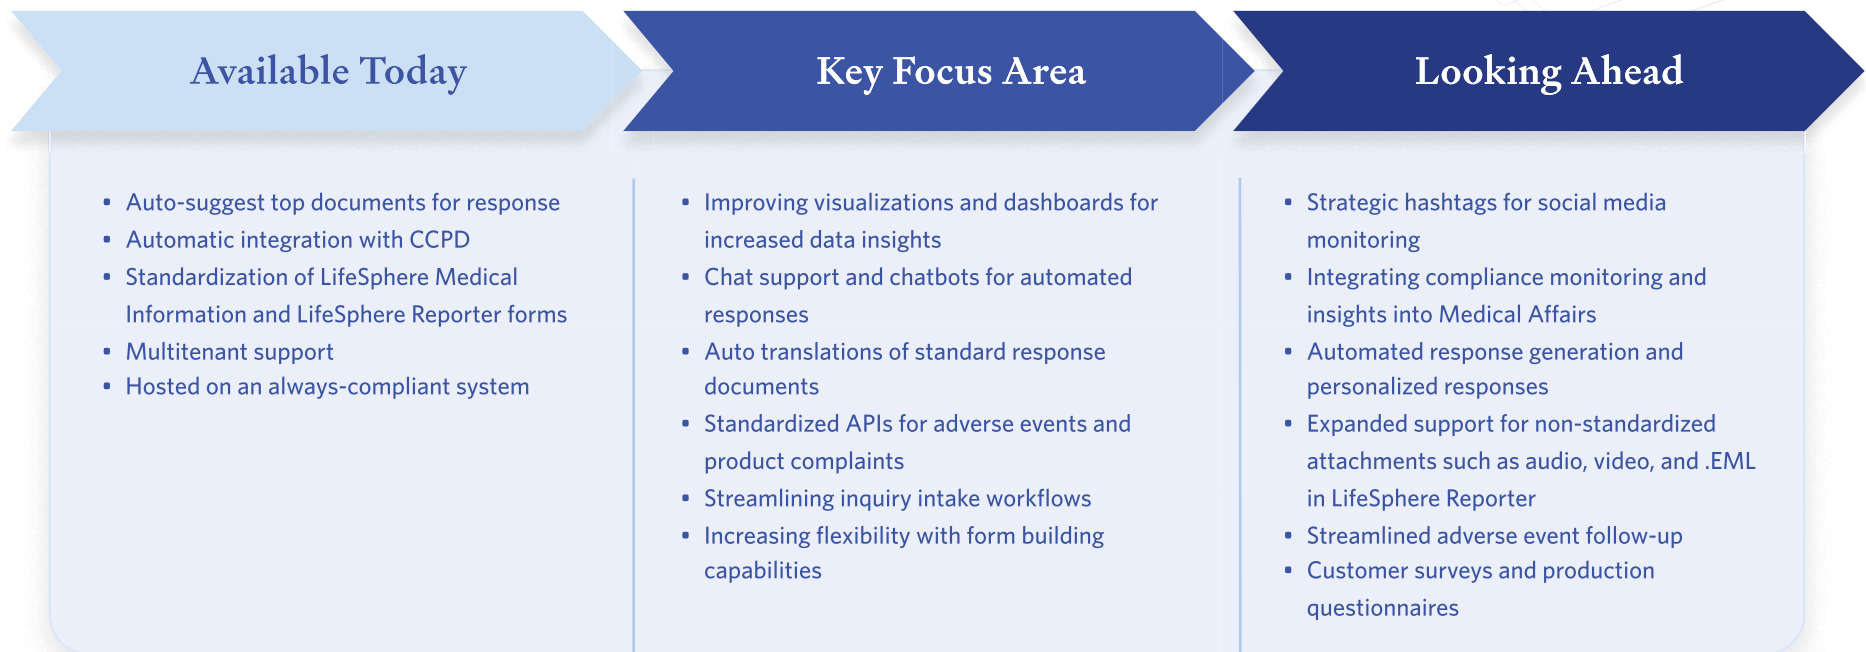 Available Today
Key Focus Area
Looking Ahead
• Auto-suggest top documents for response
• Automatic integration with CCPD
• Standardization of LifeSphere Medical
Information and LifeSphere Reporter forms
• Multitenant support
• Hosted on an always-compliant system
• Improving visualizations and dashboards for
increased data insights
• Chat support and chatbots for automated
responses
• Auto translations of standard response
documents
• Standardized APIs for adverse events and
product complaints
• Streamlining inquiry intake workflows
• Increasing flexibility with form building
capabilities
• Strategic hashtags for social media
monitoring
• Integrating compliance monitoring and
insights into Medical Affairs
• Automated response generation and
personalized responses
• Expanded support for non-standardized
attachments such as audio, video, and .EML
in LifeSphere Reporter
• Streamlined adverse event follow-up
• Customer surveys and production
questionnaires